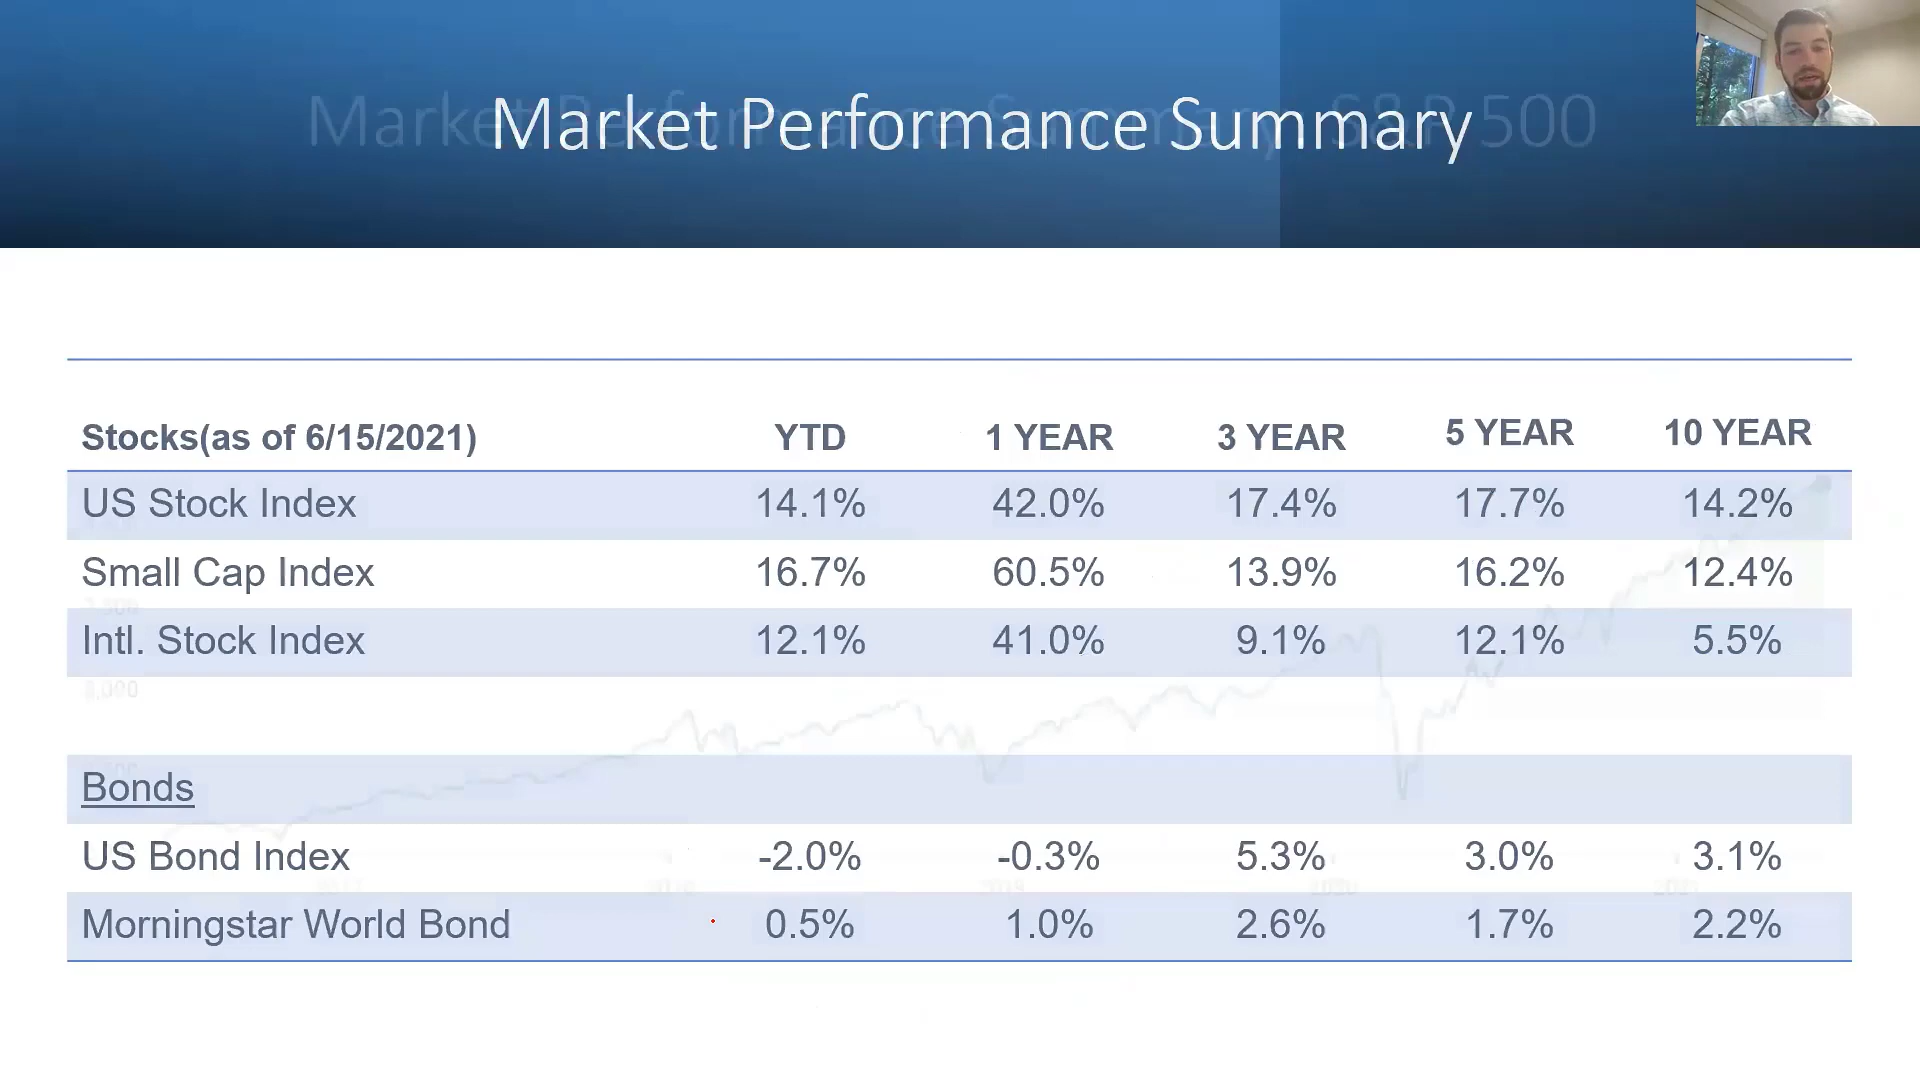 Market Performance Summary
Market Performance Summary S&P 500
Stocks(as of 6/15/2021) YTD 1 YEAR 3 YEAR 5 YEAR 10 YEAR
US Stock Index 14.1% 42.0% 17.4% 17.7% 14.2%
Small Cap Index 16.7% 60.5% 13.9% 16.2% 12.4%
Intl. Stock Index 12.1% 41.0% 9.1% 12.1% 5.5%
Bonds
US Bond Index -2.0% -0.3% 5.3% 3.0% 3.1%
Morningstar World Bond 0.5% 1.0% 2.6% 1.7% 2.2%